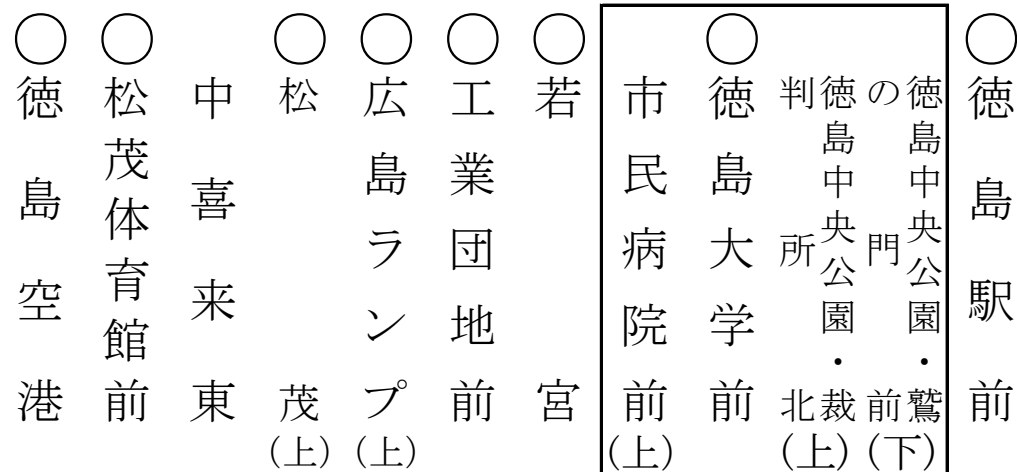 ○徳島駅前
徳島中央公園・鷲
の門前(下)
徳島中央公園・裁
判所北(上)
○徳島大学前
市民病院前(上)
○若宮
○工業団地前
○広島ランプ(上)
○松茂(上)
中喜来東
○松茂体育館前
○徳島空港